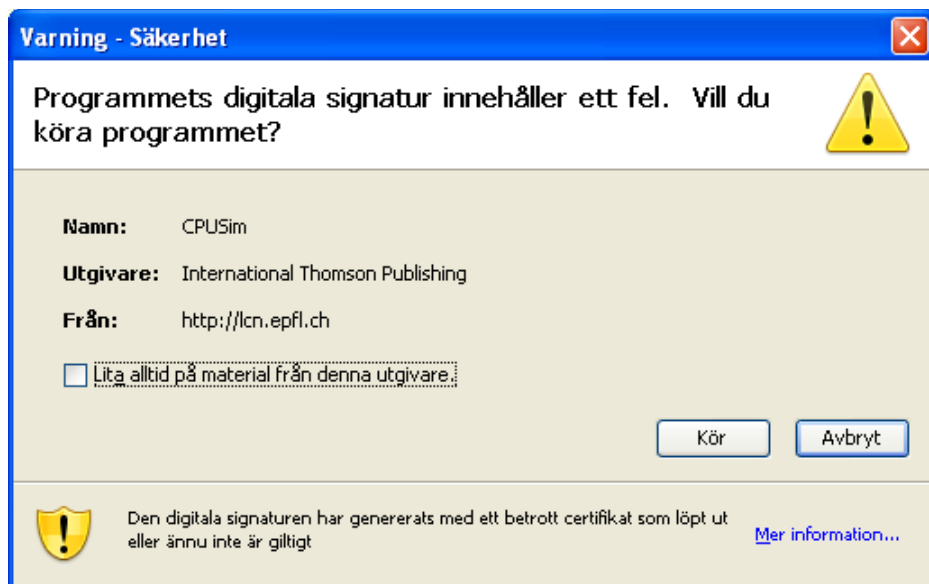 Varning - Säkerhet
Programmets digitala signatur innehåller ett fel. Vill du
köra programmet?
Namn: CPUSim
Utgivare: International Thomson Publishing
Från: http://lcn.epfl.ch
Lita alltid på material från denna utgivare.
Kör Avbryt
Den digitala signaturen har genererats med ett betrott certifikat som löpt ut
eller ännu inte är giltigt
Mer information...